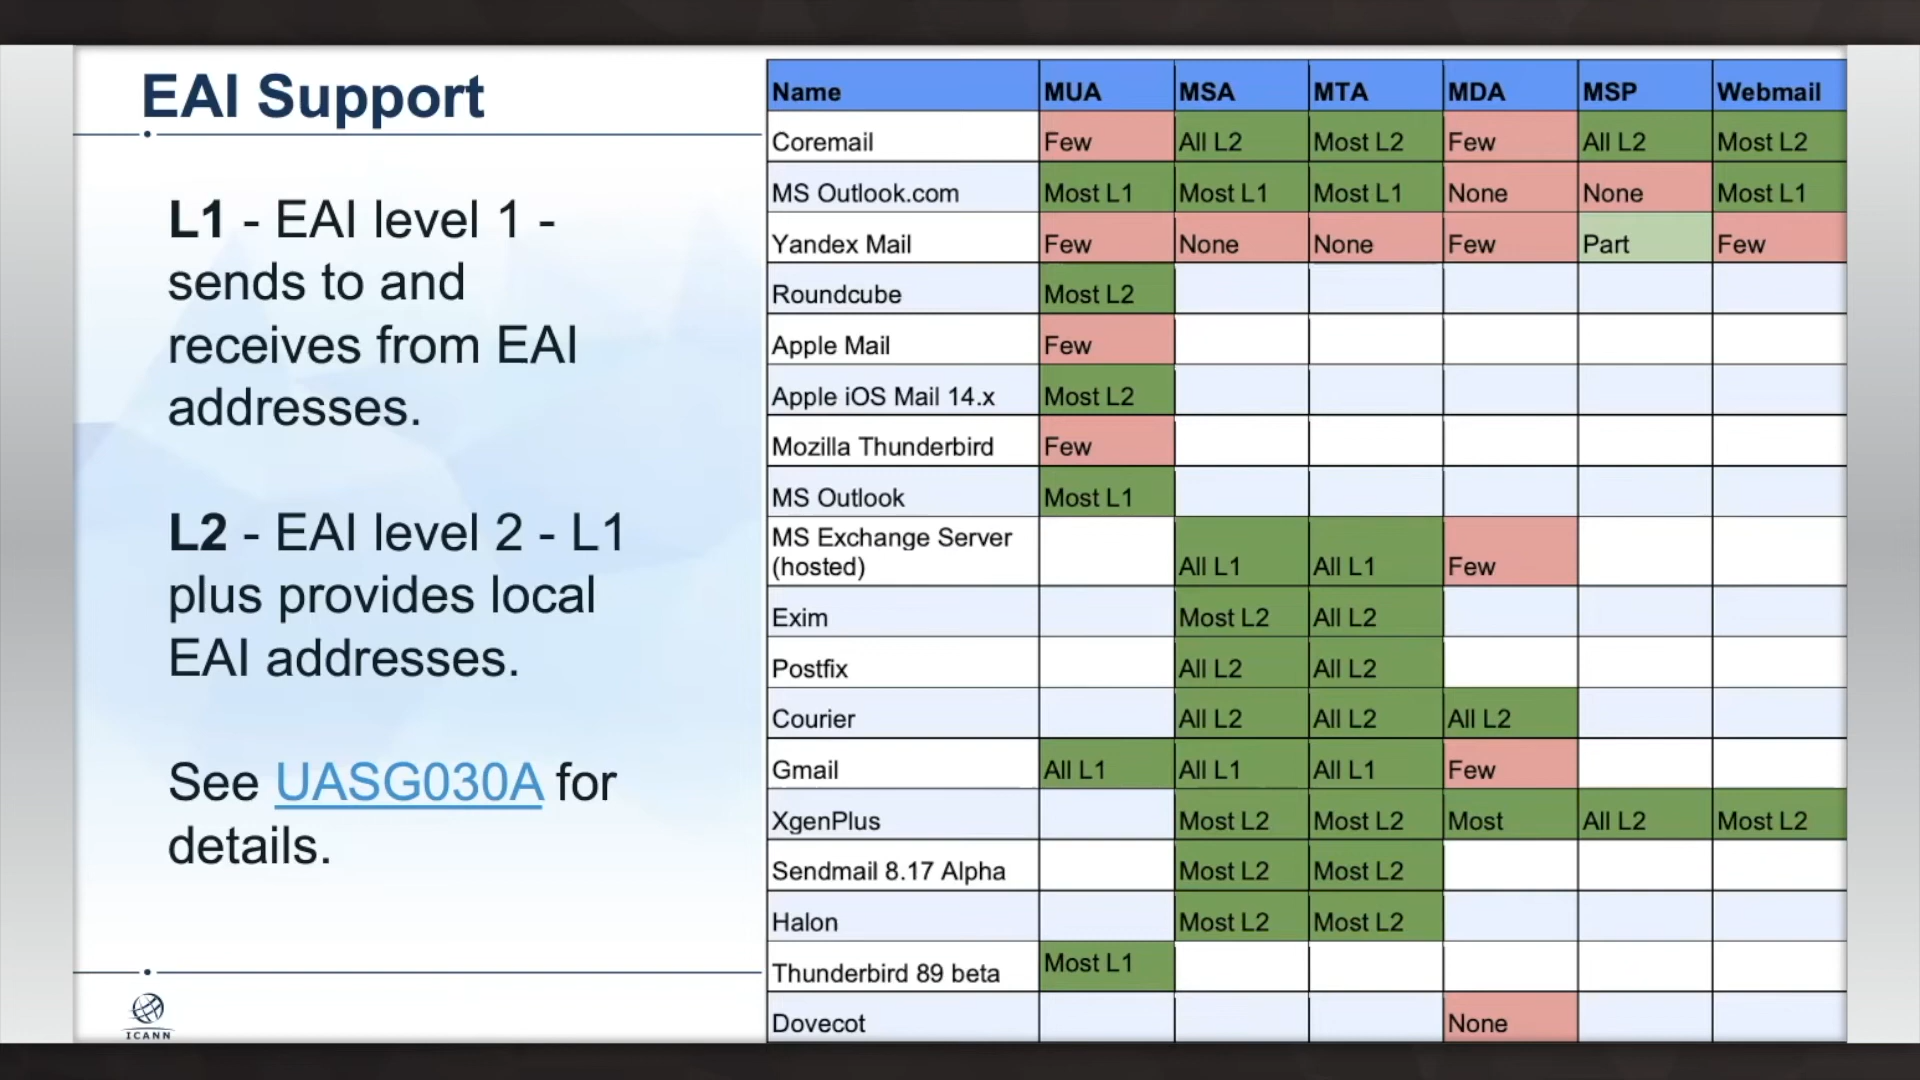 EAI Support
L1 - EAI level 1 -
sends to and
receives from EAI
addresses.
L2 - EAI level 2 - L1
plus provides local
EAI addresses.
See UASG030A for
details.
ICANN
Name MUA MSA MTA MDA MSP Webmail
Coremail Few All L2 Most L2 Few All L2 Most L2
MS Outlook.com Most L1 Most L1 Most L1 None None Most L1
Yandex Mail Few None None Few Part Few
Roundcube Most L2
Apple Mail Few
Apple iOS Mail 14.x Most L2
Mozilla Thunderbird Few
MS Outlook Most L1
MS Exchange Server
(hosted) All L1 All L1 Few
Exim Most L2 All L2
Postfix All L2 All L2
Courier All L2 All L2 All L2
Gmail All L1 All L1 All L1 Few
XgenPlus Most L2 Most L2 Most All L2 Most L2
Sendmail 8.17 Alpha Most L2 Most L2
Halon Most L2 Most L2
Thunderbird 89 beta Most L1
Dovecot None